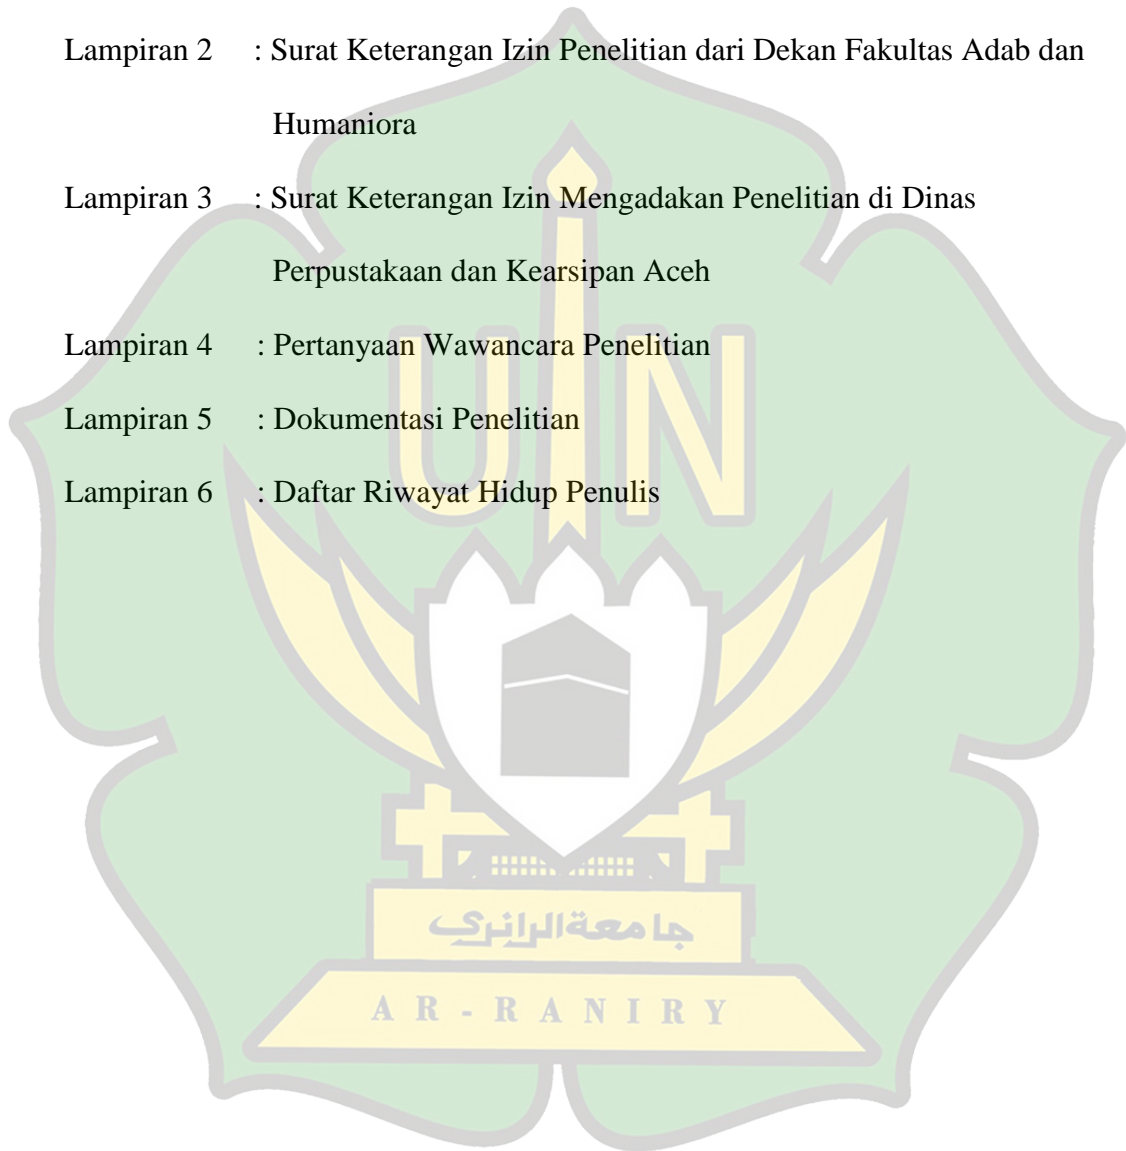 Lampiran 2 : Surat Keterangan Izin Penelitian dari Dekan Fakultas Adab dan
Humaniora
Lampiran 3 : Surat Keterangan Izin Mengadakan Penelitian di Dinas
Perpustakaan dan Kearsipan Aceh
Lampiran 4 : Pertanyaan Wawancara Penelitian
Lampiran 5 : Dokumentasi Penelitian
Lampiran 6 : Daftar Riwayat Hidup Penulis
UIN
جامعةالرانري
AR-RANIRY